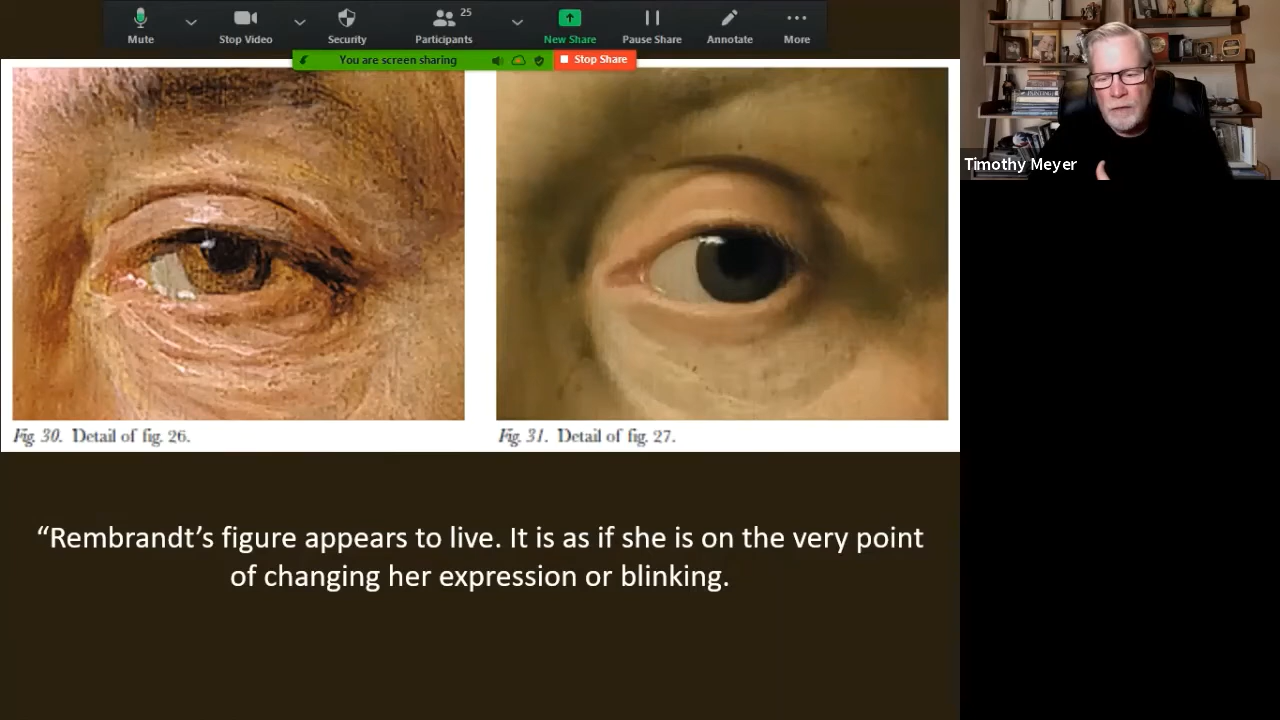 25
Mute
Stop Video
Security
Participants
New Share
Pause Share
Annotate
More
You are screen sharing
Stop Share
Timothy Meyer
Fig. 30. Detail of fig. 26.
Fig. 31. Detail of fig. 27.
“Rembrandt’s figure appears to live. It is as if she is on the very point
of changing her expression or blinking.